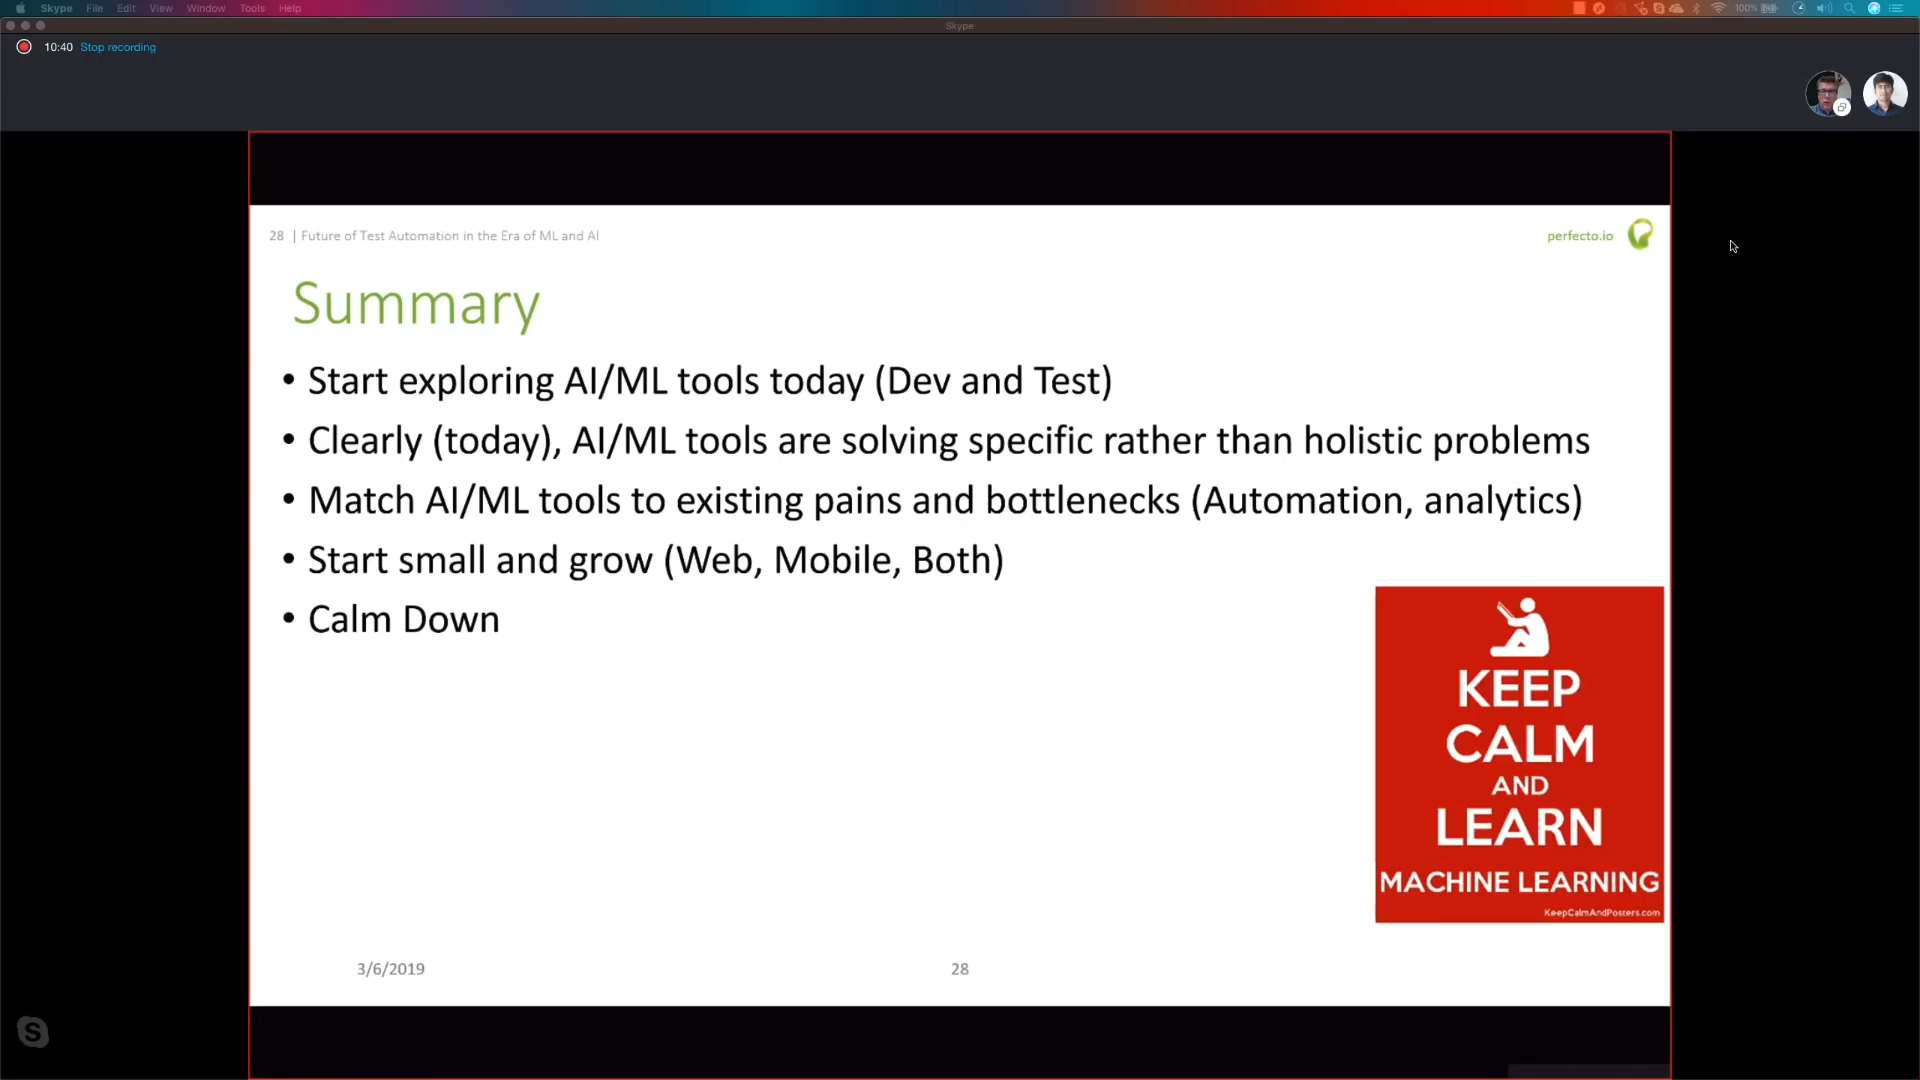 Skype File Edit View Window Tools Help
100%
Skype
10:40 Stop recording
28 | Future of Test Automation in the Era of ML and AI
perfecto.io
Summary
• Start exploring AI/ML tools today (Dev and Test)
• Clearly (today), AI/ML tools are solving specific rather than holistic problems
• Match AI/ML tools to existing pains and bottlenecks (Automation, analytics)
• Start small and grow (Web, Mobile, Both)
• Calm Down
KEEP
CALM
AND
LEARN
MACHINE LEARNING
KeepCalmAndPosters.com
3/6/2019
28
S